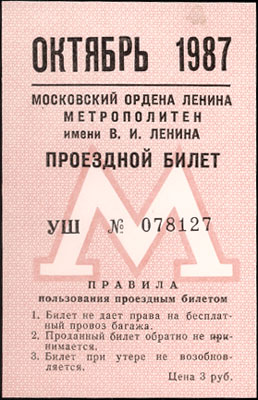 ОКТЯБРЬ 1987
МОСКОВСКИЙ ОРДЕНА ЛЕНИНА
МЕТРОПОЛИТЕН
имени В. И. ЛЕНИНА
ПРОЕЗДНОЙ БИЛЕТ
М
УШ № 078127
ПРАВИЛА
пользования проездным билетом
1. Билет не дает права на бесплат-
ный провоз багажа.
2. Проданный билет обратно не при-
нимается.
3. Билет при утере не возобнов-
ляется.
Цена 3 руб.